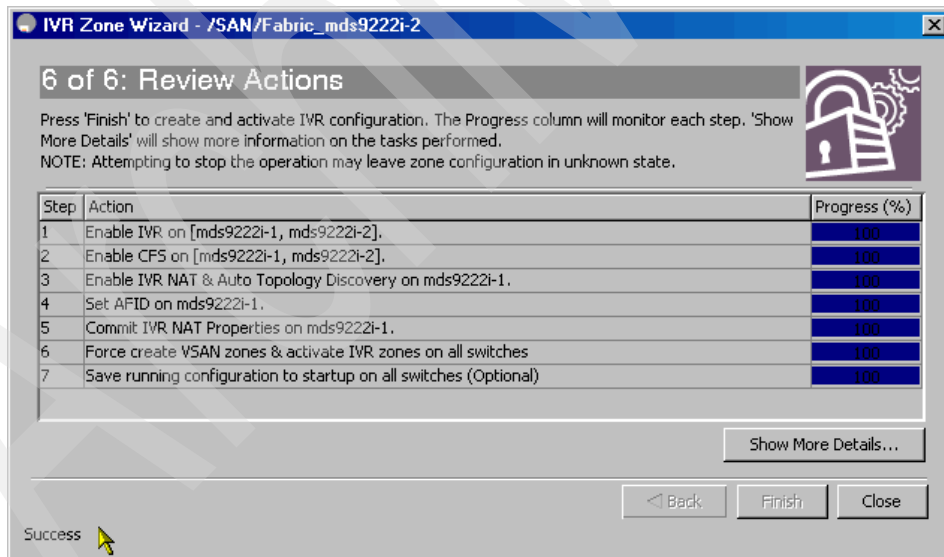 IVR Zone Wizard - /SAN/Fabric_mds9222i-2
6 of 6: Review Actions
Press 'Finish' to create and activate IVR configuration. The Progress column will monitor each step. 'Show
More Details' will show more information on the tasks performed.
NOTE: Attempting to stop the operation may leave zone configuration in unknown state.
Step Action Progress (%)
1 Enable IVR on [mds9222i-1, mds9222i-2]. 100
2 Enable CFS on [mds9222i-1, mds9222i-2]. 100
3 Enable IVR NAT & Auto Topology Discovery on mds9222i-1. 100
4 Set AFID on mds9222i-1. 100
5 Commit IVR NAT Properties on mds9222i-1. 100
6 Force create VSAN zones & activate IVR zones on all switches 100
7 Save running configuration to startup on all switches (Optional) 100
Show More Details...
Back Finish Close
Success